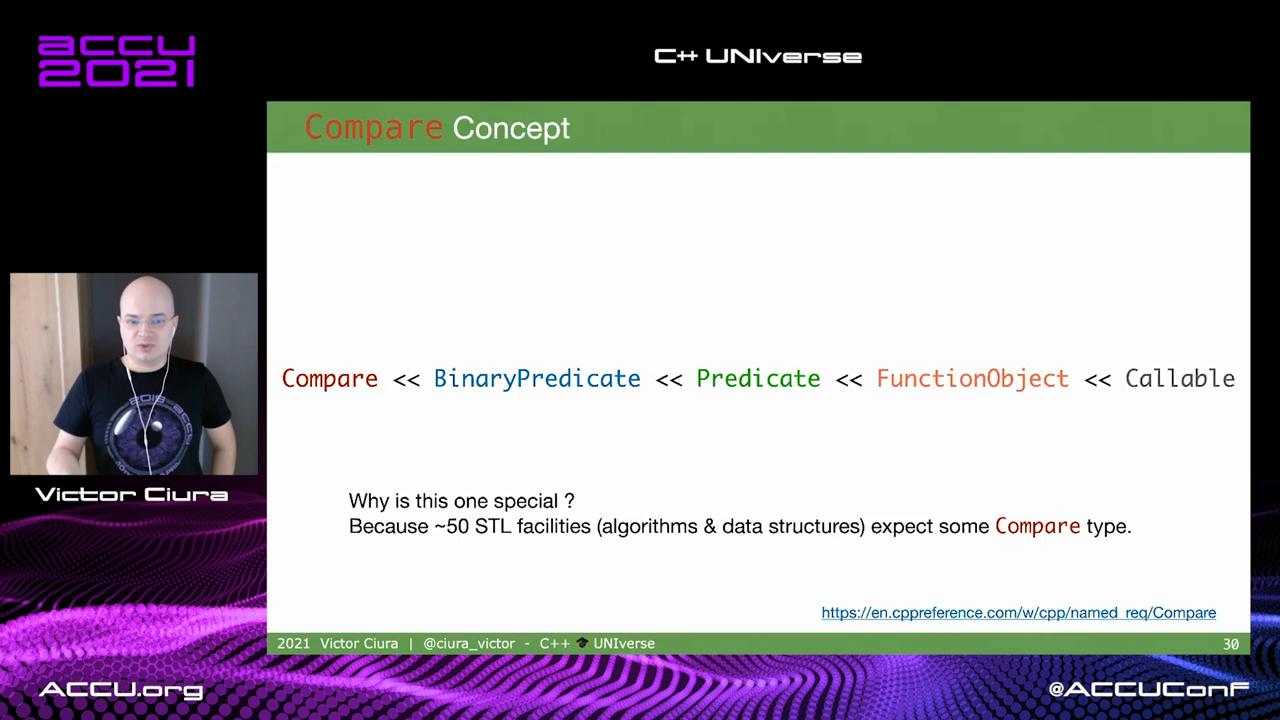 accu
2021
C++ UNIverse
Compare Concept
Compare << BinaryPredicate << Predicate << FunctionObject << Callable
Why is this one special ?
Because ~50 STL facilities (algorithms & data structures) expect some Compare type.
https://en.cppreference.com/w/cpp/named_req/Compare
2021 Victor Ciura | @ciura_victor - C++ 🎓 UNIverse
30
2019 accu
Victor Ciura
ACCU.org
@ACCUConf